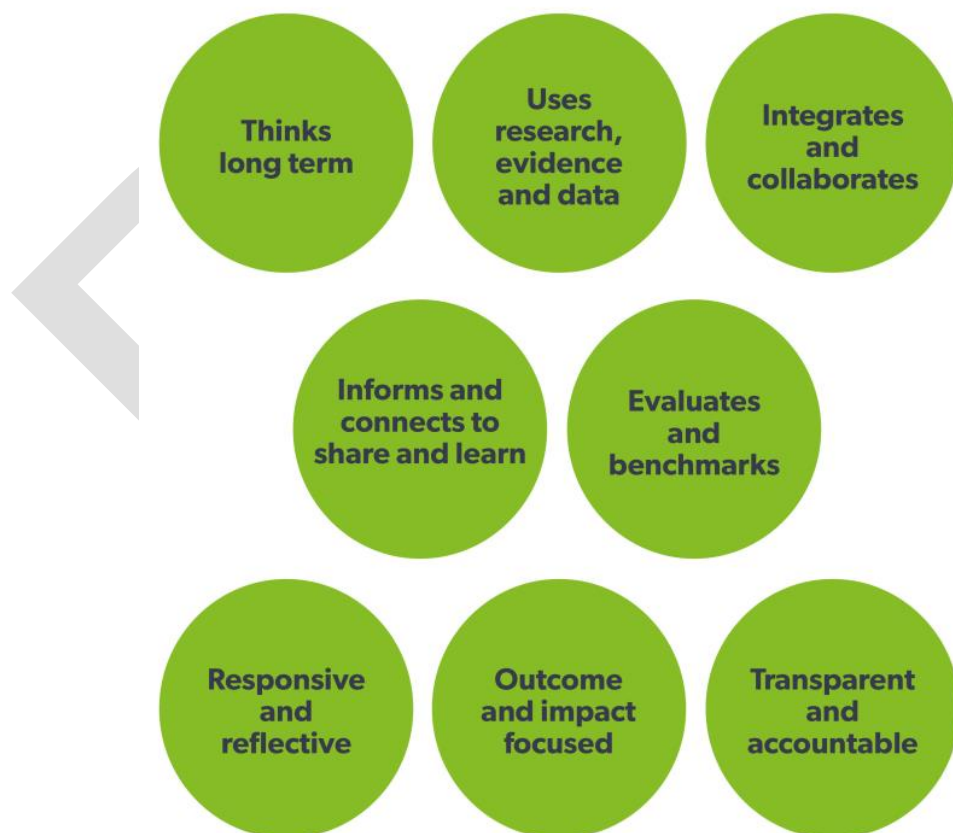 Thinks
long term
Uses
research,
evidence
and data
Integrates
and
collaborates
Informs and
connects to
share and learn
Evaluates
and
benchmarks
Responsive
and
reflective
Outcome
and impact
focused
Transparent
and
accountable